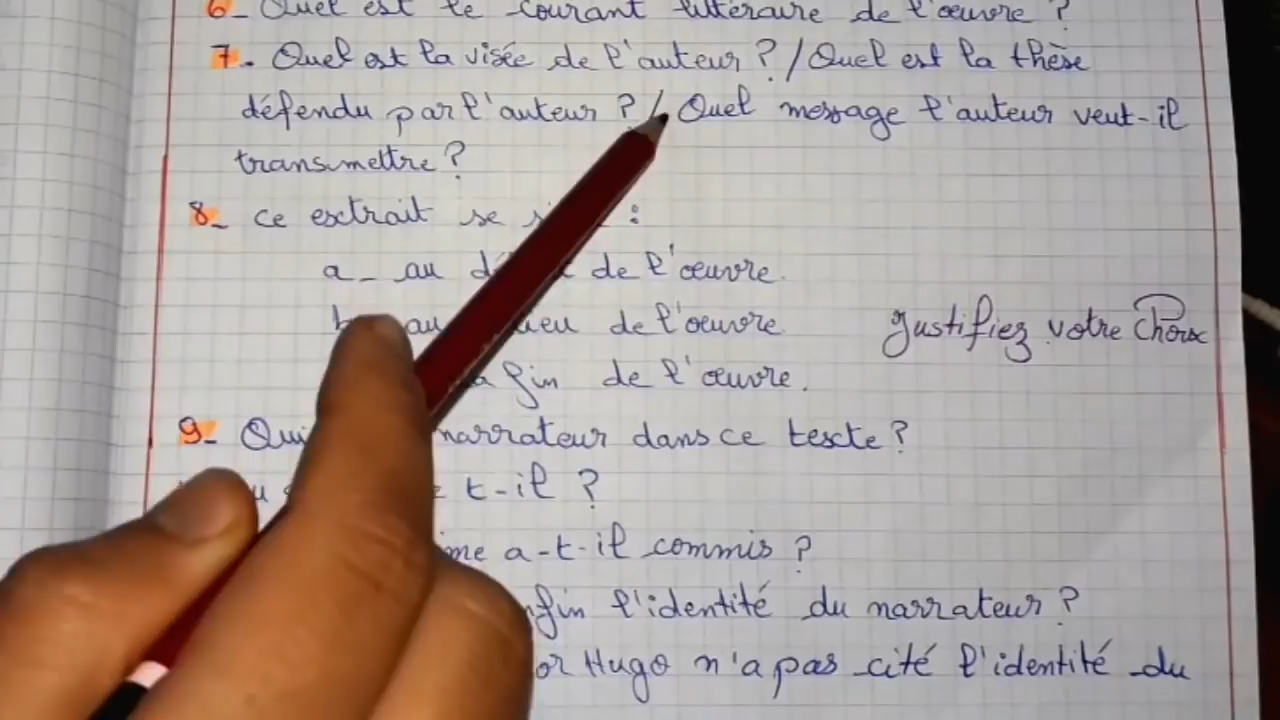 6_ Quel est le courant littéraire de l'œuvre ?
7. Quel est la visée de l'auteur ? / Quel est la thèse
défendu par l'auteur ? / Quel message l'auteur veut-il
transmettre ?
8_ ce extrait se :
a_ au de l'œuvre.
au de l'œuvre
Justifiez votre Choix
fin de l'œuvre.
9_ Qui narrateur dans ce texte ?
t-il ?
a-t-il commis ?
l'identité du narrateur ?
Hugo n'a pas cité l'identité du